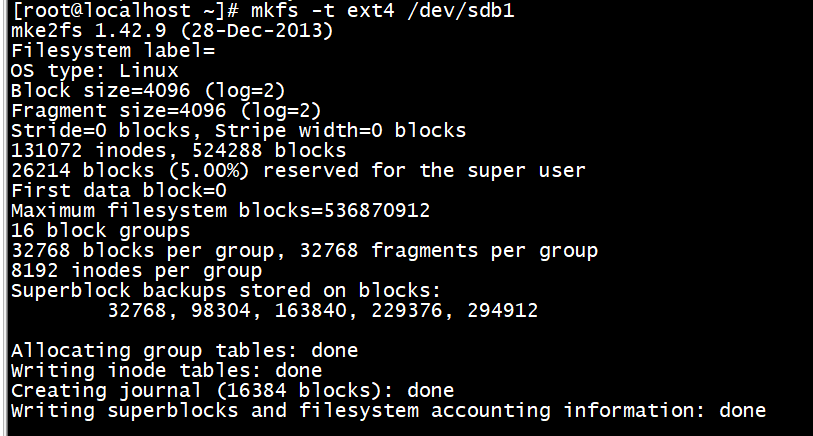 [root@localhost ~]# mkfs -t ext4 /dev/sdb1
mke2fs 1.42.9 (28-Dec-2013)
Filesystem label=
OS type: Linux
Block size=4096 (log=2)
Fragment size=4096 (log=2)
Stride=0 blocks, Stripe width=0 blocks
131072 inodes, 524288 blocks
26214 blocks (5.00%) reserved for the super user
First data block=0
Maximum filesystem blocks=536870912
16 block groups
32768 blocks per group, 32768 fragments per group
8192 inodes per group
Superblock backups stored on blocks:
        32768, 98304, 163840, 229376, 294912

Allocating group tables: done
Writing inode tables: done
Creating journal (16384 blocks): done
Writing superblocks and filesystem accounting information: done